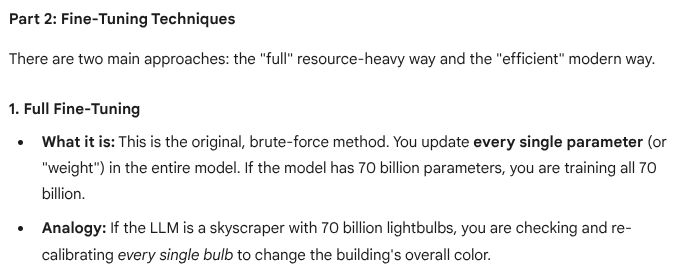 Part 2: Fine-Tuning Techniques
There are two main approaches: the "full" resource-heavy way and the "efficient" modern way.
1. Full Fine-Tuning
• What it is: This is the original, brute-force method. You update every single parameter (or
"weight") in the entire model. If the model has 70 billion parameters, you are training all 70
billion.
• Analogy: If the LLM is a skyscraper with 70 billion lightbulbs, you are checking and re-
calibrating every single bulb to change the building's overall color.